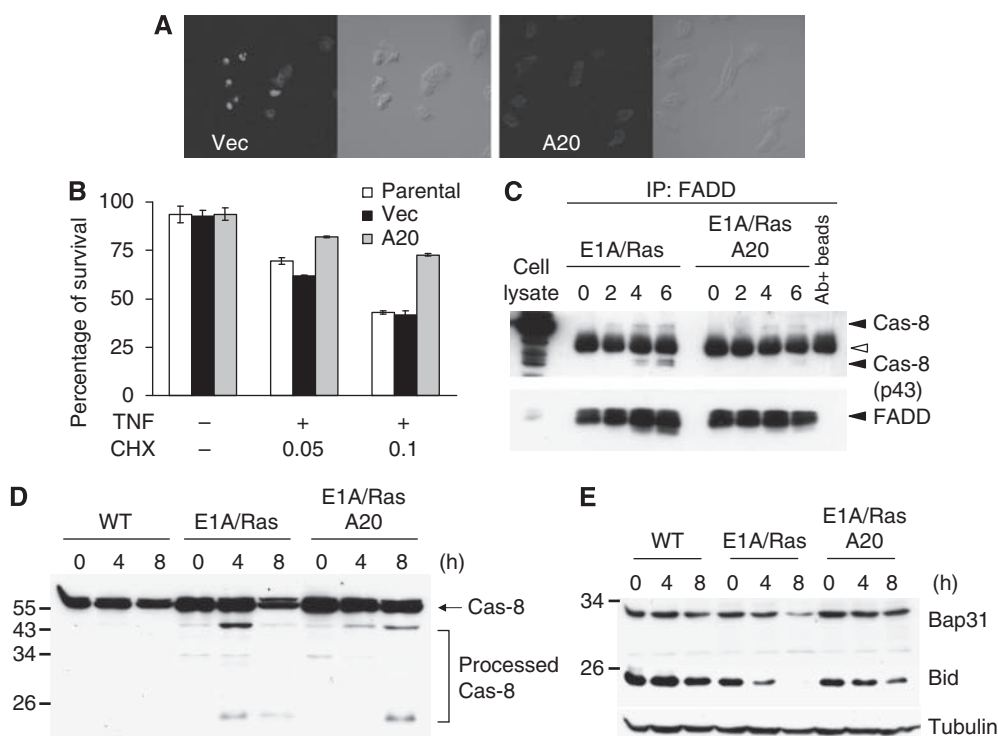 A
Vec
A20
B
Percentage of survival
100
75
50
25
0
Parental
Vec
A20
TNF – + +
CHX – 0.05 0.1
C
IP: FADD
E1A/Ras
E1A/Ras
A20
Cell
lysate
0 2 4 6 0 2 4 6
Ab+ beads
Cas-8
Cas-8
(p43)
FADD
D
WT
E1A/Ras
E1A/Ras
A20
0 4 8 0 4 8 0 4 8 (h)
55
43
34
26
Cas-8
Processed
Cas-8
E
WT
E1A/Ras
E1A/Ras
A20
0 4 8 0 4 8 0 4 8 (h)
34
26
Bap31
Bid
Tubulin